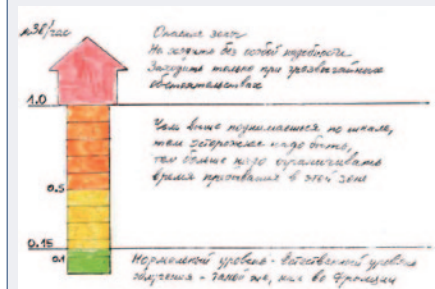 мЗв/час
Опасная зона
Не ходить без особой надобности
Заходить только при чрезвычайных
обстоятельствах
1.0
Чем выше поднимаешься по шкале,
тем осторожнее надо быть,
тем больше надо ограничивать
время пребывания в этой зоне
0.5
0.15
0.1
Нормальный уровень - естественный уровень
излучения - такой же, как во Франции